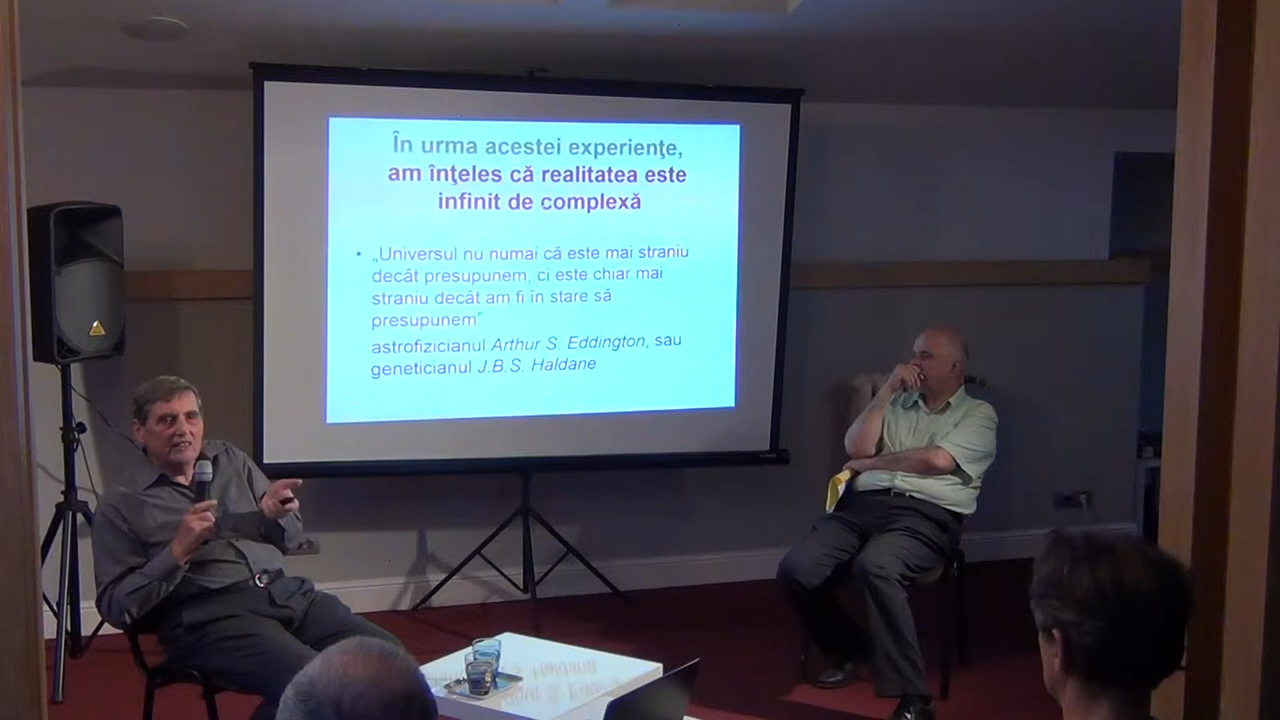 În urma acestei experienţe,
am înţeles că realitatea este
infinit de complexă
• „Universul nu numai că este mai straniu
decât presupunem, ci este chiar mai
straniu decât am fi în stare să
presupunem”
astrofizicianul Arthur S. Eddington, sau
geneticianul J.B.S. Haldane